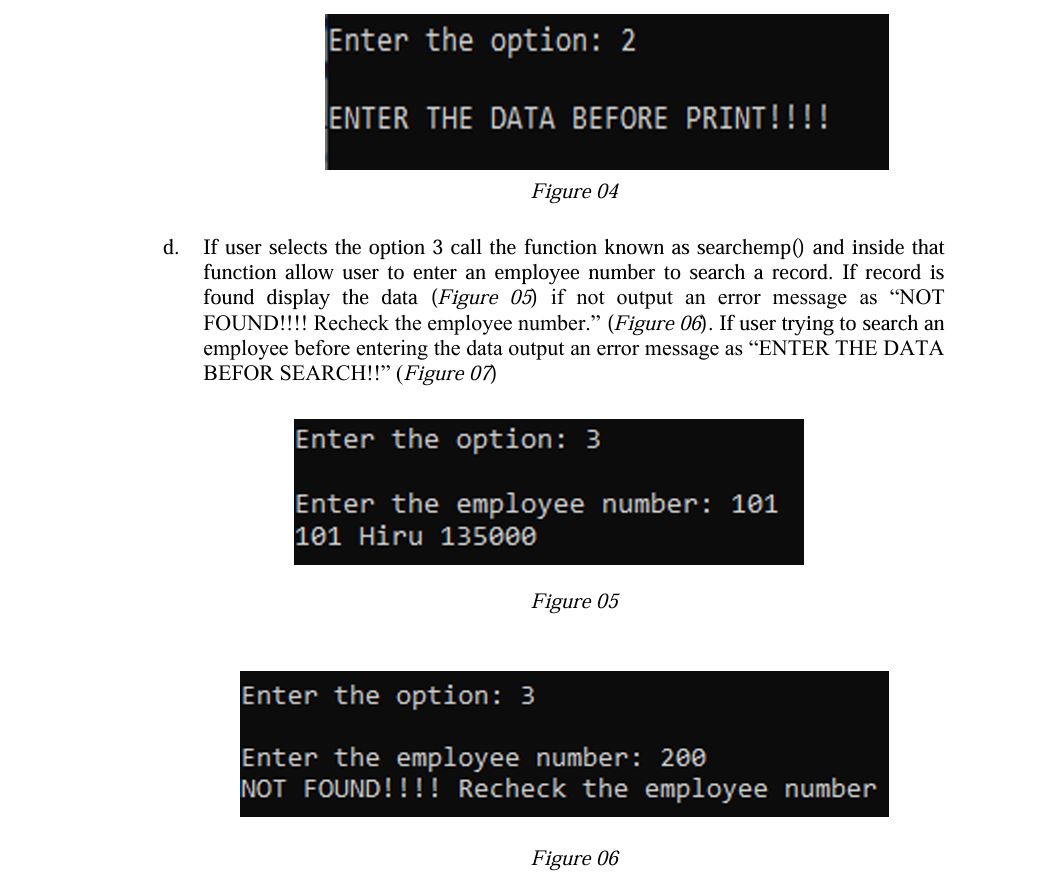 Enter the option: 2
ENTER THE DATA BEFORE PRINT!!!!
Figure 04
d. If user selects the option 3 call the function known as searchemp() and inside that
function allow user to enter an employee number to search a record. If record is
found display the data (Figure 05) if not output an error message as “NOT
FOUND!!!! Recheck the employee number.” (Figure 06). If user trying to search an
employee before entering the data output an error message as “ENTER THE DATA
BEFOR SEARCH!!” (Figure 07)
Enter the option: 3
Enter the employee number: 101
101 Hiru 135000
Figure 05
Enter the option: 3
Enter the employee number: 200
NOT FOUND!!!! Recheck the employee number
Figure 06